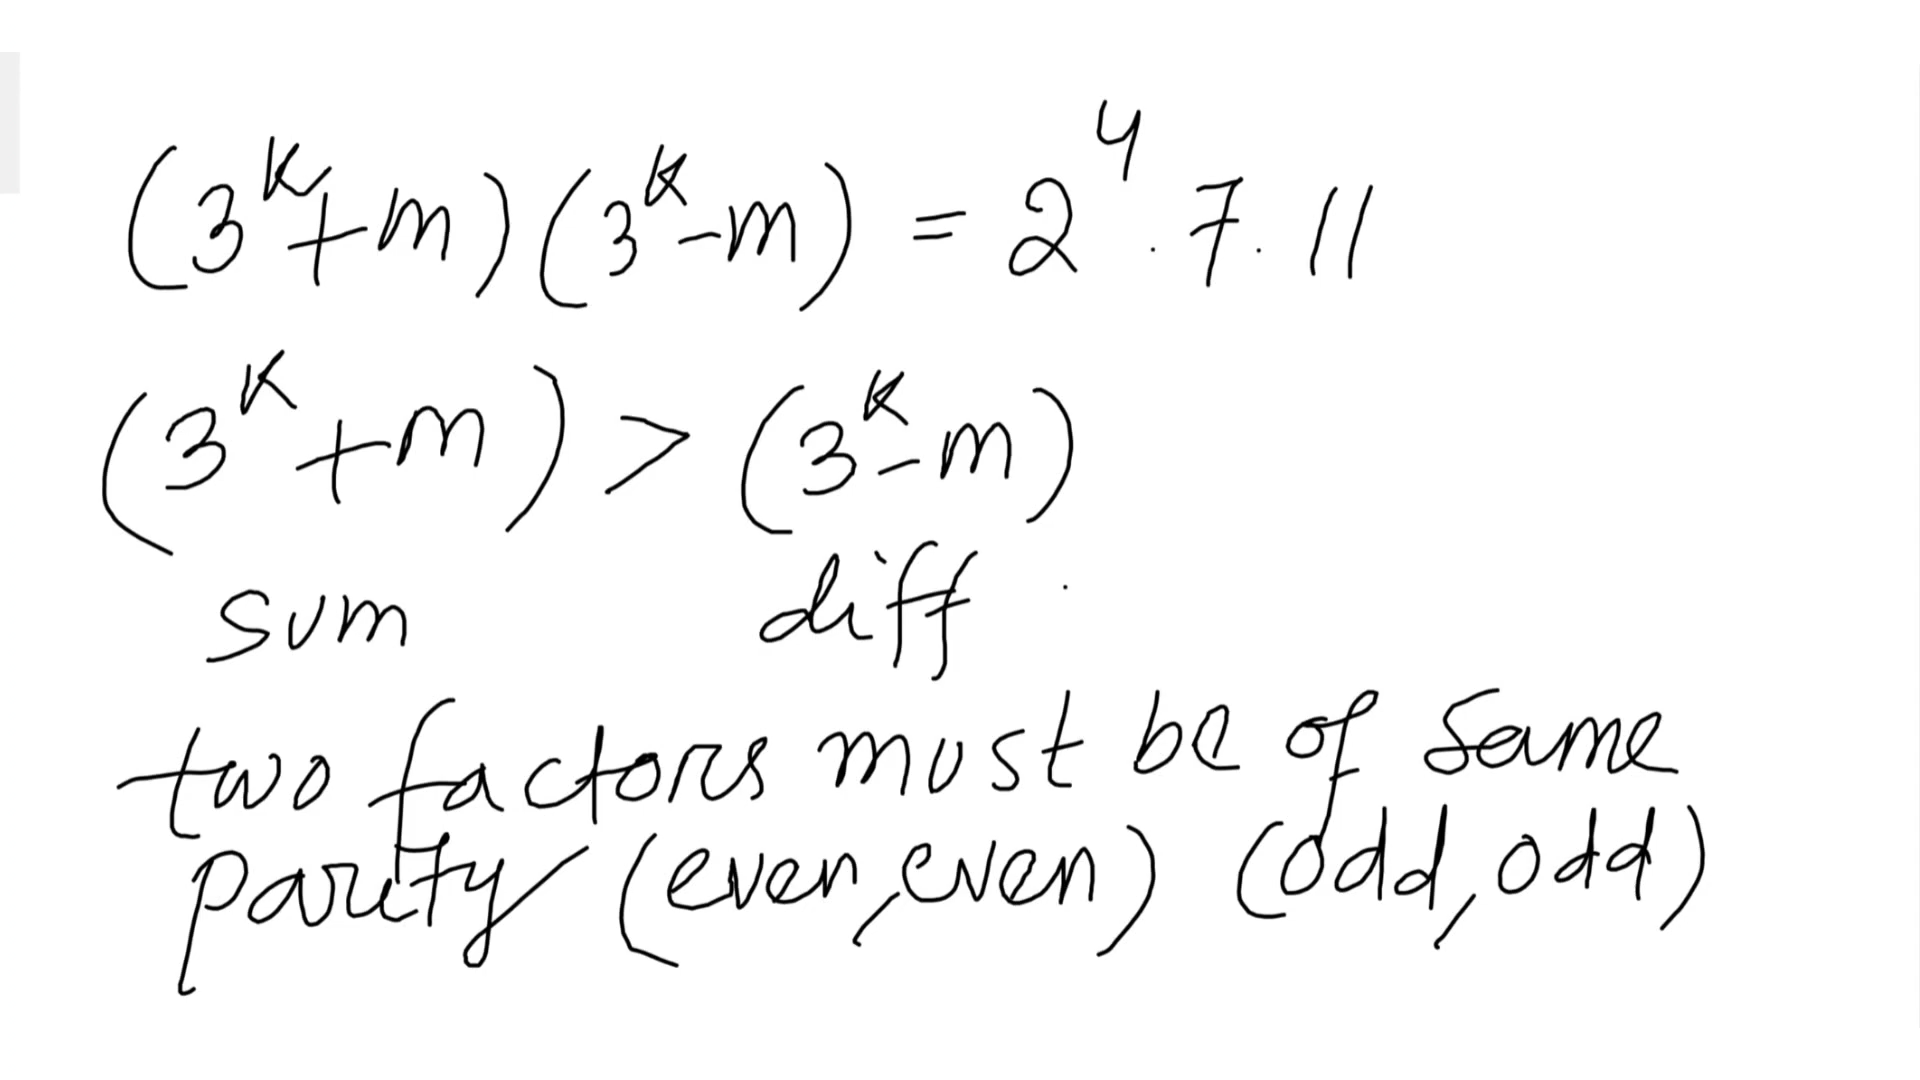 (3^k+m)(3^k-m) = 2^4.7.11
(3^k+m) > (3^k-m)
sum diff
two factors must be of same
parity (even,even) (odd,odd)